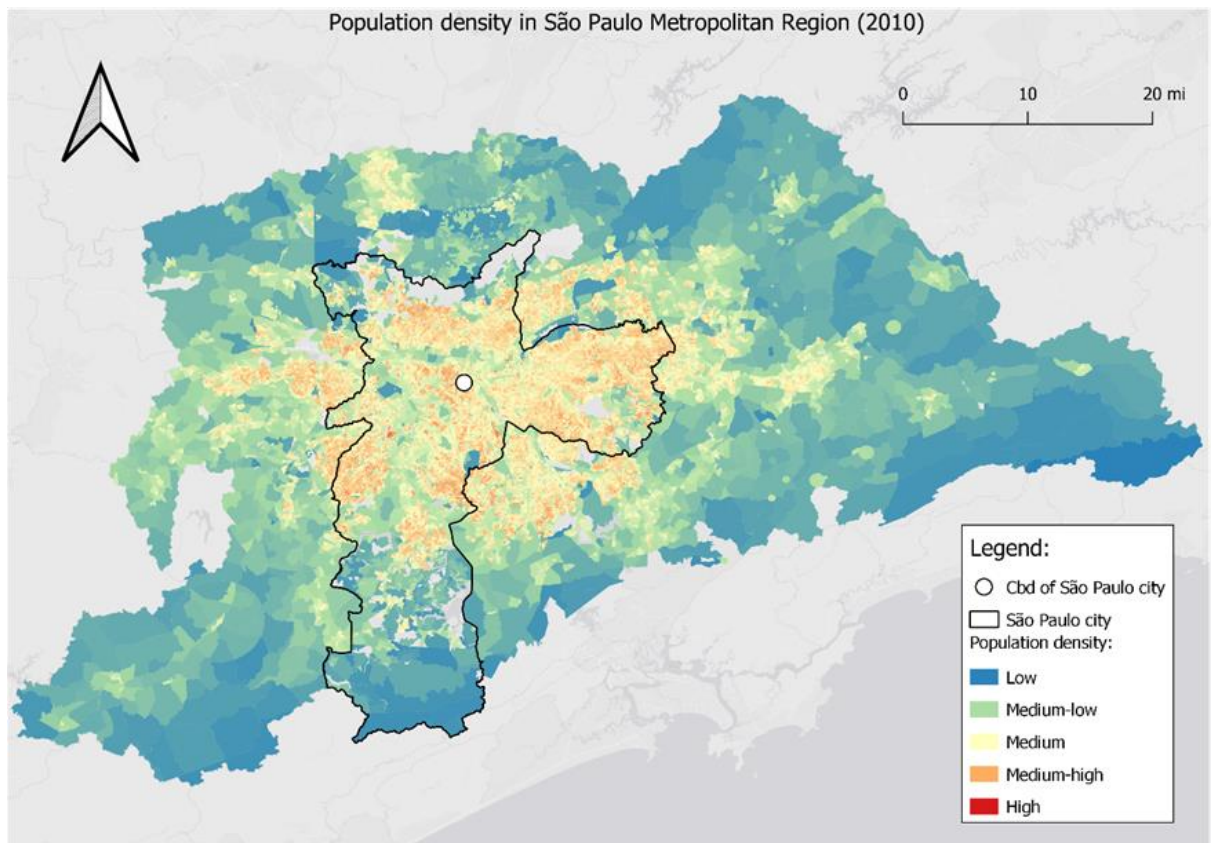 Population density in São Paulo Metropolitan Region (2010)
0 10 20 mi
Legend:
Cbd of São Paulo city
São Paulo city
Population density:
Low
Medium-low
Medium
Medium-high
High